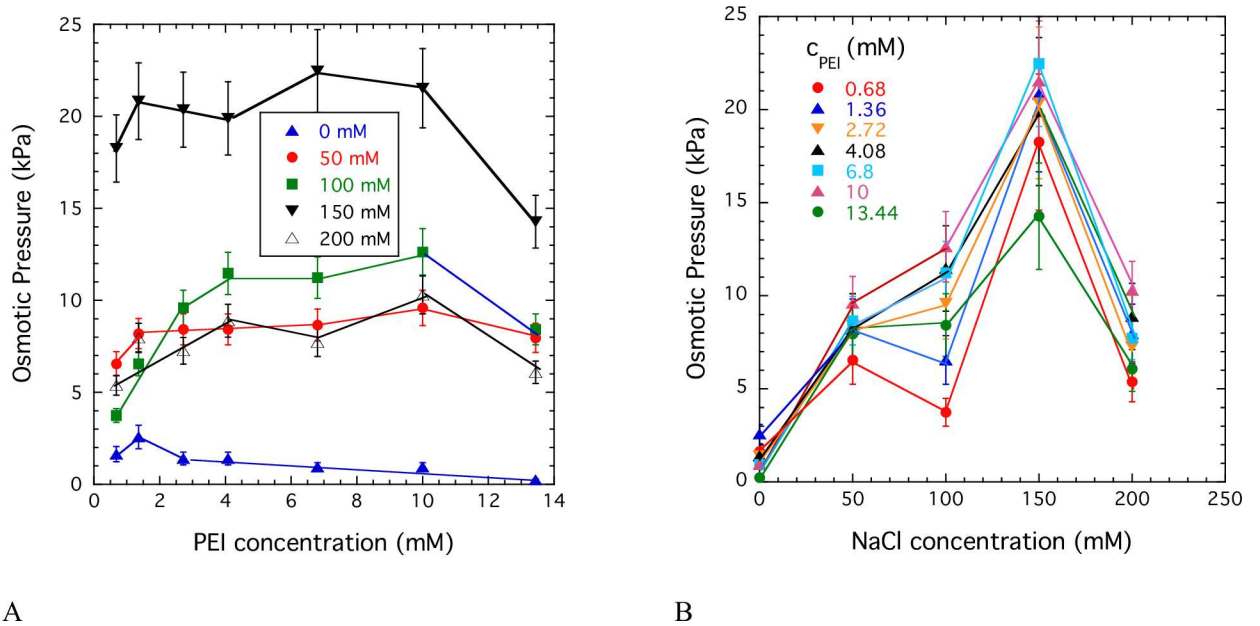 25
20
15
10
5
0
0 2 4 6 8 10 12 14
Osmotic Pressure (kPa)
PEI concentration (mM)
0 mM
50 mM
100 mM
150 mM
200 mM
A
25
20
15
10
5
0
0 50 100 150 200 250
Osmotic Pressure (kPa)
NaCl concentration (mM)
cPEI (mM)
0.68
1.36
2.72
4.08
6.8
10
13.44
B